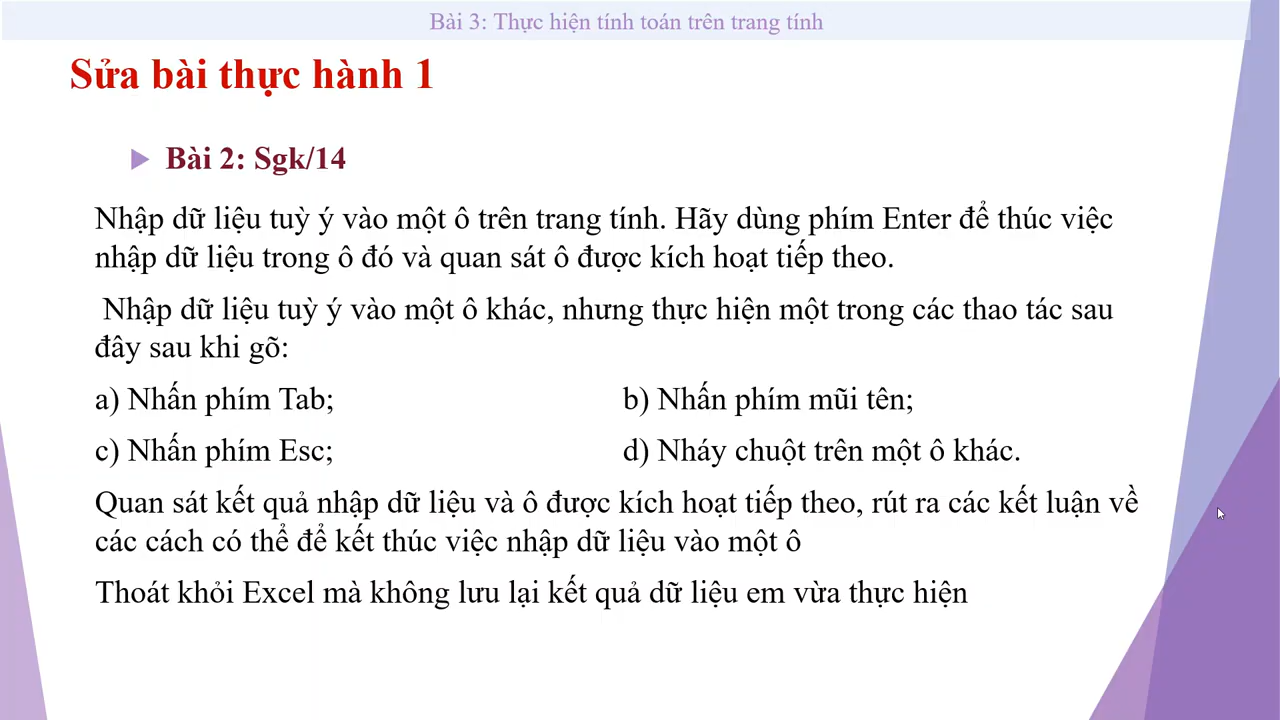 Bài 3: Thực hiện tính toán trên trang tính
Sửa bài thực hành 1
Bài 2: Sgk/14
Nhập dữ liệu tuỳ ý vào một ô trên trang tính. Hãy dùng phím Enter để thúc việc
nhập dữ liệu trong ô đó và quan sát ô được kích hoạt tiếp theo.
Nhập dữ liệu tuỳ ý vào một ô khác, nhưng thực hiện một trong các thao tác sau
đây sau khi gõ:
a) Nhấn phím Tab; b) Nhấn phím mũi tên;
c) Nhấn phím Esc; d) Nháy chuột trên một ô khác.
Quan sát kết quả nhập dữ liệu và ô được kích hoạt tiếp theo, rút ra các kết luận về
các cách có thể để kết thúc việc nhập dữ liệu vào một ô
Thoát khỏi Excel mà không lưu lại kết quả dữ liệu em vừa thực hiện